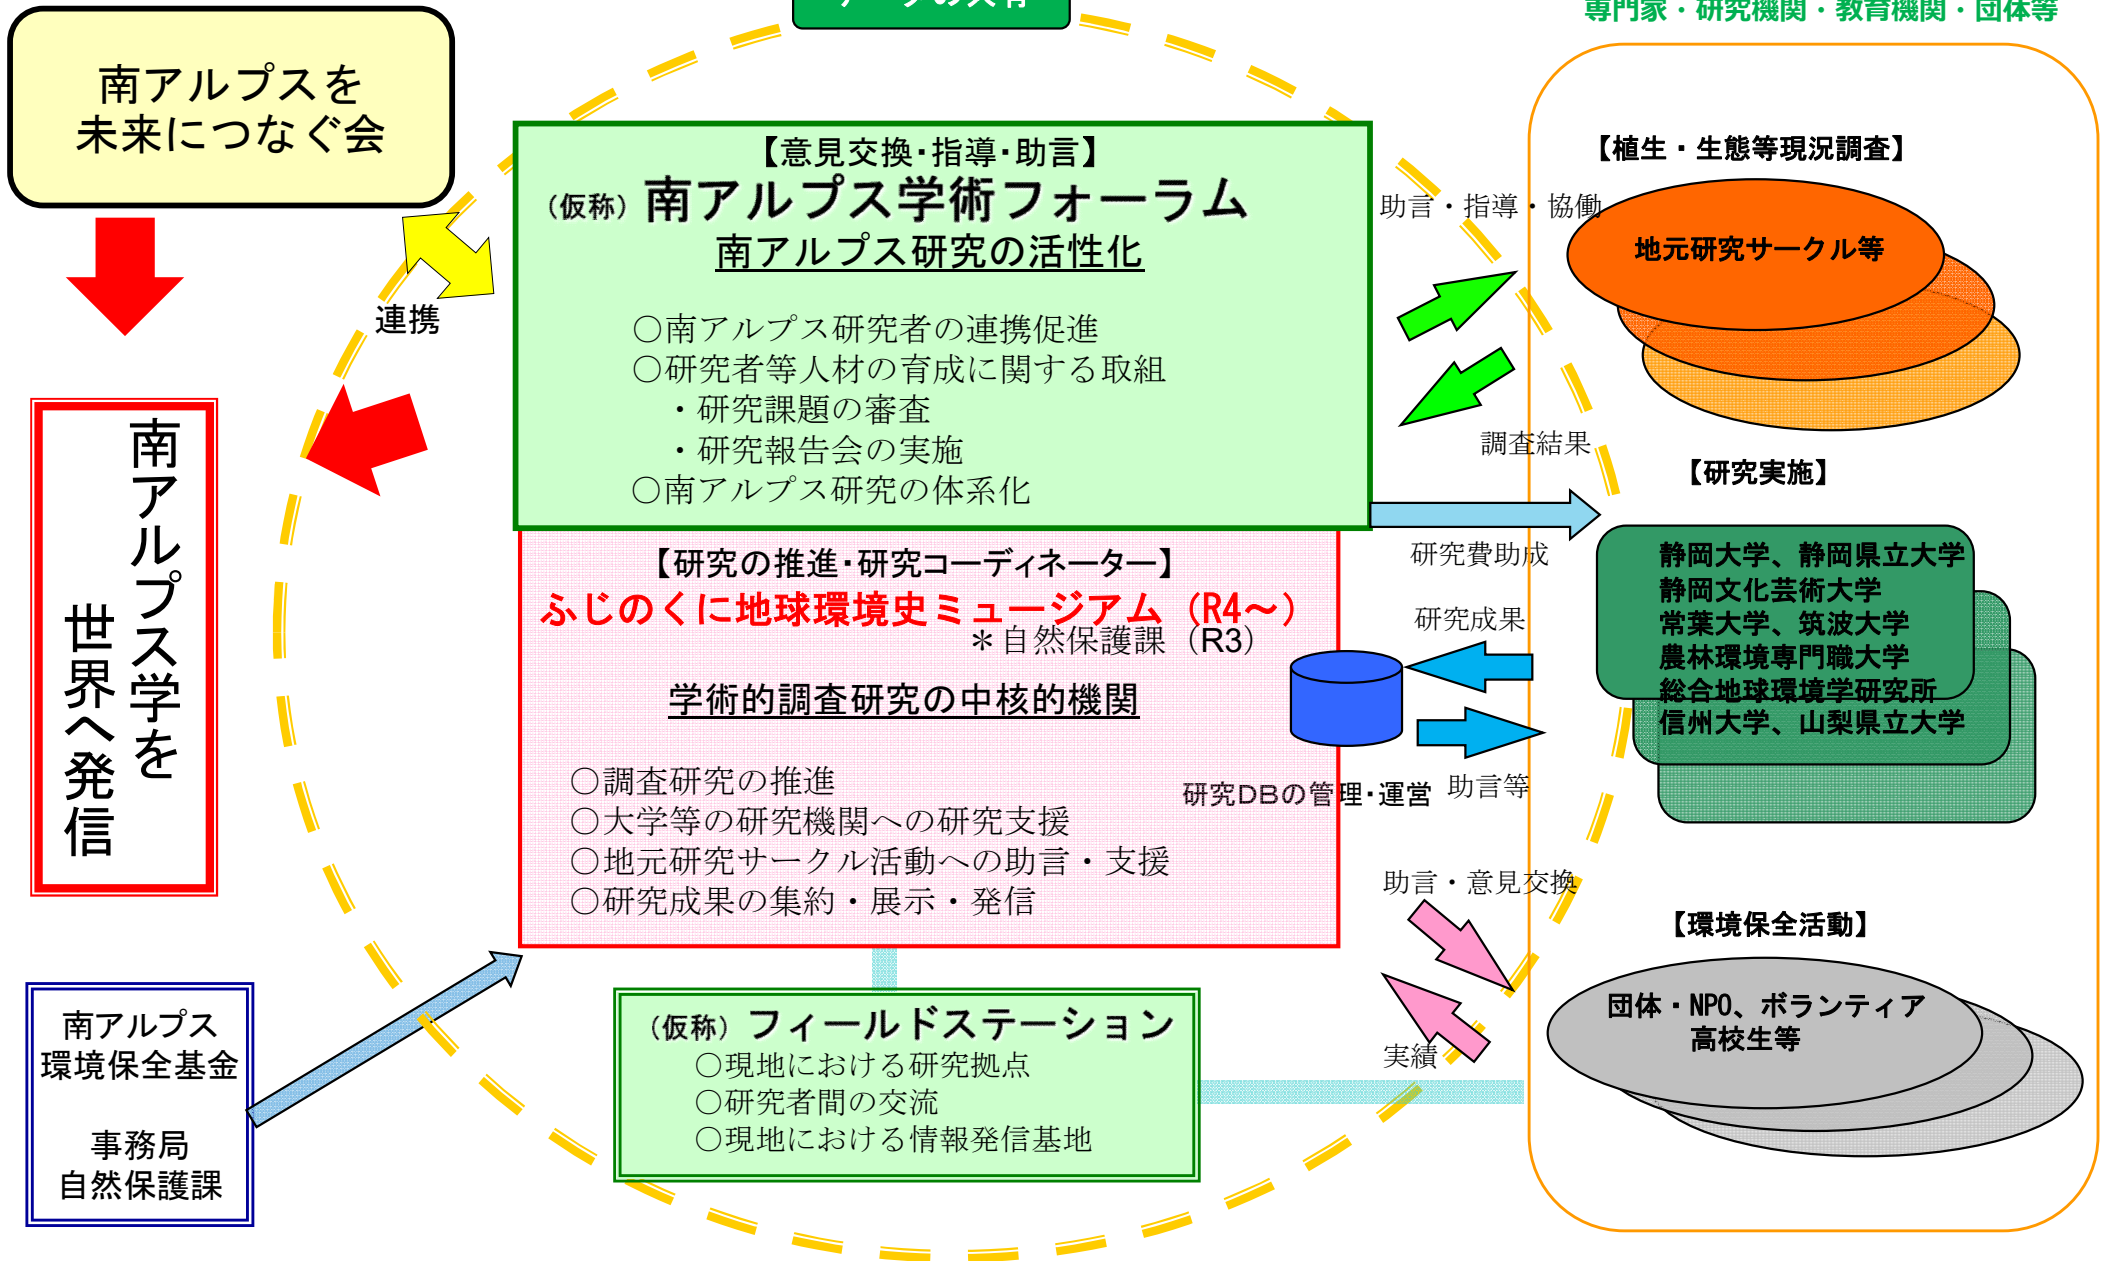 データの共有
専門家・研究機関・教育機関・団体等
南アルプスを
未来につなぐ会
連携
南アルプス学を
世界へ発信
南アルプス
環境保全基金
事務局
自然保護課
【意見交換・指導・助言】
（仮称）南アルプス学術フォーラム
南アルプス研究の活性化
○南アルプス研究者の連携促進
○研究者等人材の育成に関する取組
・研究課題の審査
・研究報告会の実施
○南アルプス研究の体系化
【研究の推進・研究コーディネーター】
ふじのくに地球環境史ミュージアム（R4～）
＊自然保護課（R3）
学術的調査研究の中核的機関
○調査研究の推進
○大学等の研究機関への研究支援
○地元研究サークル活動への助言・支援
○研究成果の集約・展示・発信
研究ＤＢの管理・運営
（仮称）フィールドステーション
○現地における研究拠点
○研究者間の交流
○現地における情報発信基地
助言・指導・協働
調査結果
研究費助成
研究成果
助言等
助言・意見交換
実績
【植生・生態等現況調査】
地元研究サークル等
【研究実施】
静岡大学、静岡県立大学
静岡文化芸術大学
常葉大学、筑波大学
農林環境専門職大学
総合地球環境学研究所
信州大学、山梨県立大学
【環境保全活動】
団体・NPO、ボランティア
高校生等